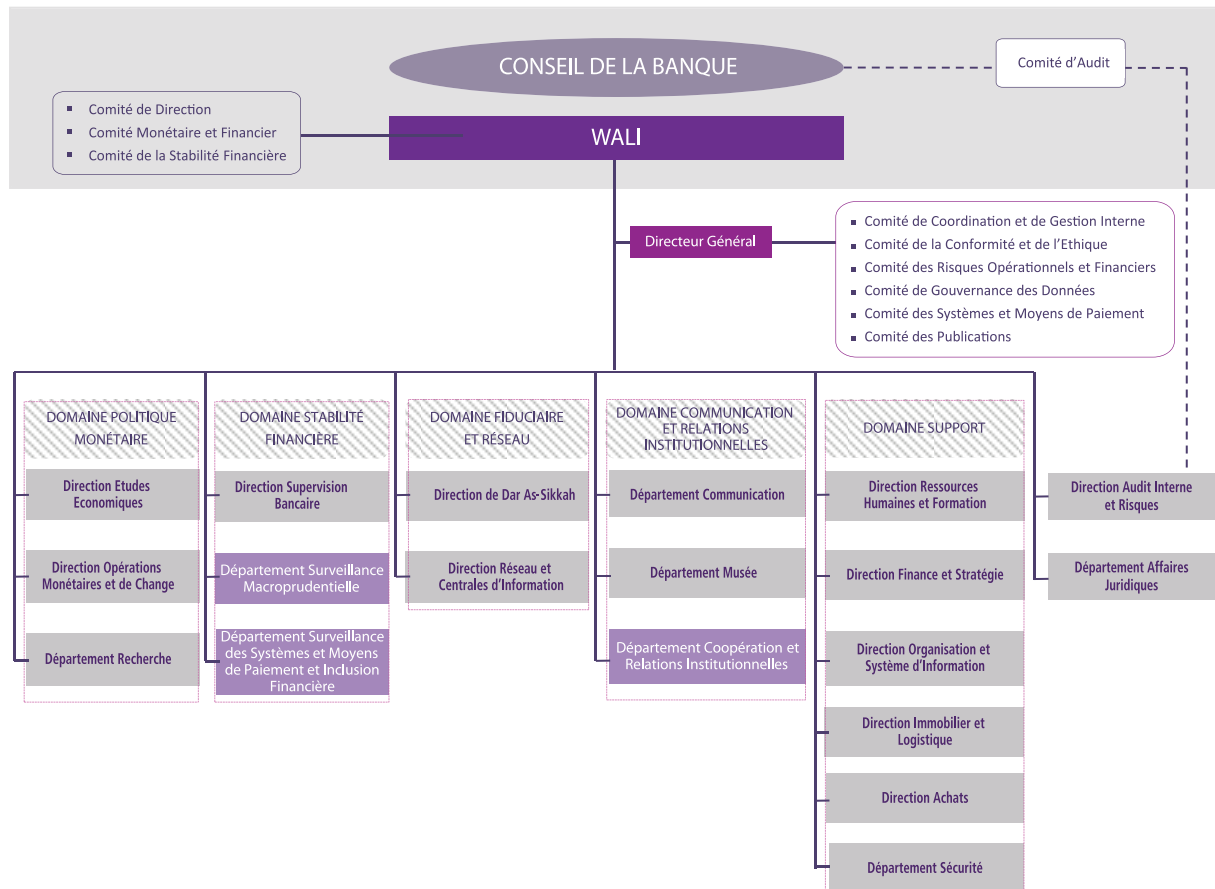 CONSEIL DE LA BANQUE
Comité d'Audit
Comité de Direction
Comité Monétaire et Financier
Comité de la Stabilité Financière
WALI
Directeur Général
Comité de Coordination et de Gestion Interne
Comité de la Conformité et de l'Ethique
Comité des Risques Opérationnels et Financiers
Comité de Gouvernance des Données
Comité des Systèmes et Moyens de Paiement
Comité des Publications
DOMAINE POLITIQUE
MONÉTAIRE
Direction Etudes
Economiques
Direction Opérations
Monétaires et de Change
Département Recherche
DOMAINE STABILITÉ
FINANCIÈRE
Direction Supervision
Bancaire
Département Surveillance
Macroprudentielle
Département Surveillance
des Systèmes et Moyens
de Paiement et Inclusion
Financière
DOMAINE FIDUCIAIRE
ET RÉSEAU
Direction de Dar As-Sikkah
Direction Réseau et
Centrales d'Information
DOMAINE COMMUNICATION
ET RELATIONS
INSTITUTIONNELLES
Département Communication
Département Musée
Département Coopération et
Relations Institutionnelles
DOMAINE SUPPORT
Direction Ressources
Humaines et Formation
Direction Finance et Stratégie
Direction Organisation et
Système d'Information
Direction Immobilier et
Logistique
Direction Achats
Département Sécurité
Direction Audit Interne
et Risques
Département Affaires
Juridiques